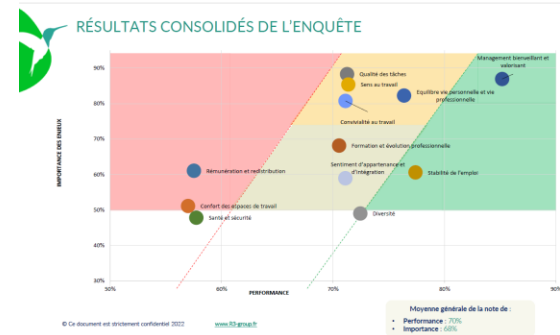 RÉSULTATS CONSOLIDÉS DE L'ENQUÊTE
Management bienveillant et
valorisant
90%
Qualité des tâches
Sens au travail
Equilibre vie personnelle et vie
professionnelle
80%
Convivialité au travail
IMPORTANCE DES ENJEUX
70%
Formation et évolution professionnelle
Sentiment d'appartenance et
d'intégration
60%
Rémunération et redistribution
Stabilité de l'emploi
Confort des espaces de travail
50%
Santé et sécurité
Diversité
40%
30%
50%
60%
70%
80%
90%
PERFORMANCE
Moyenne générale de la note de :
• Performance : 70%
• Importance : 68%
© Ce document est strictement confidentiel 2022
www.fi3-group.fr